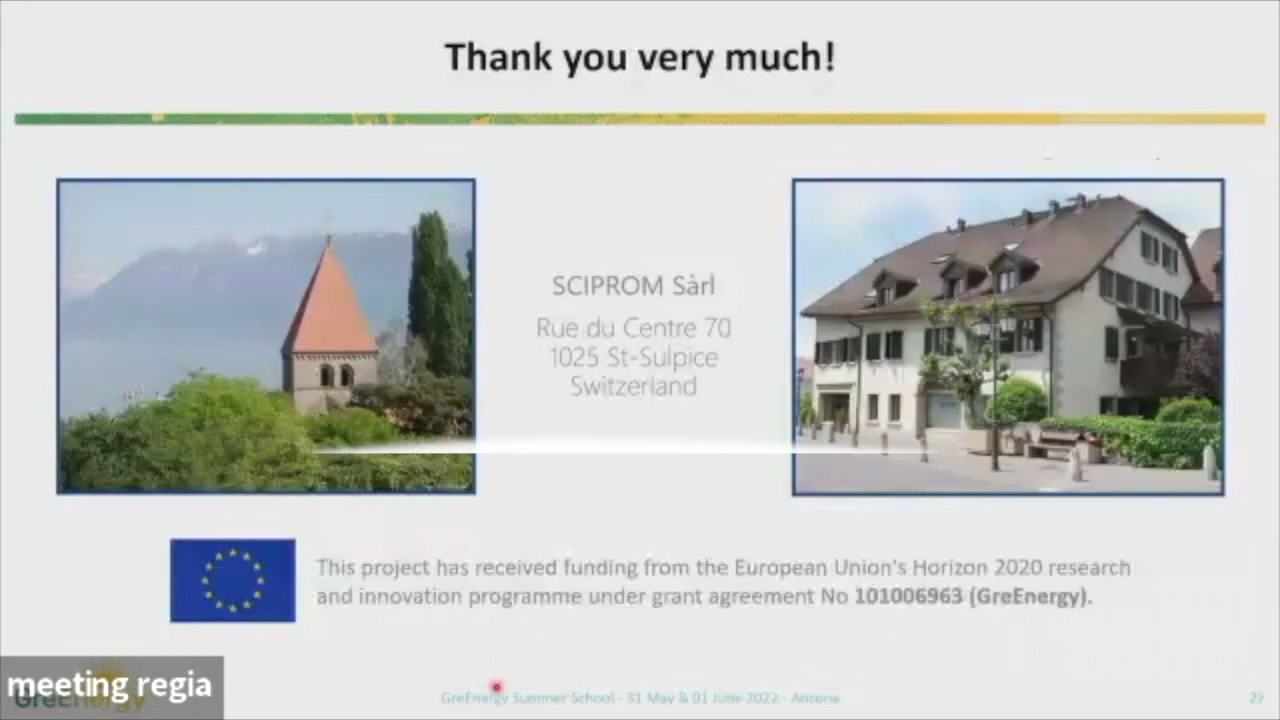 Thank you very much!
SCIPROM Sàrl
Rue du Centre 70
1025 St-Sulpice
Switzerland
This project has received funding from the European Union's Horizon 2020 research
and innovation programme under grant agreement No 101006963 (GreEnergy).
meeting regia
GreEnergy
GreEnergy Summer School - 31 May & 01 June 2022 - Ancona